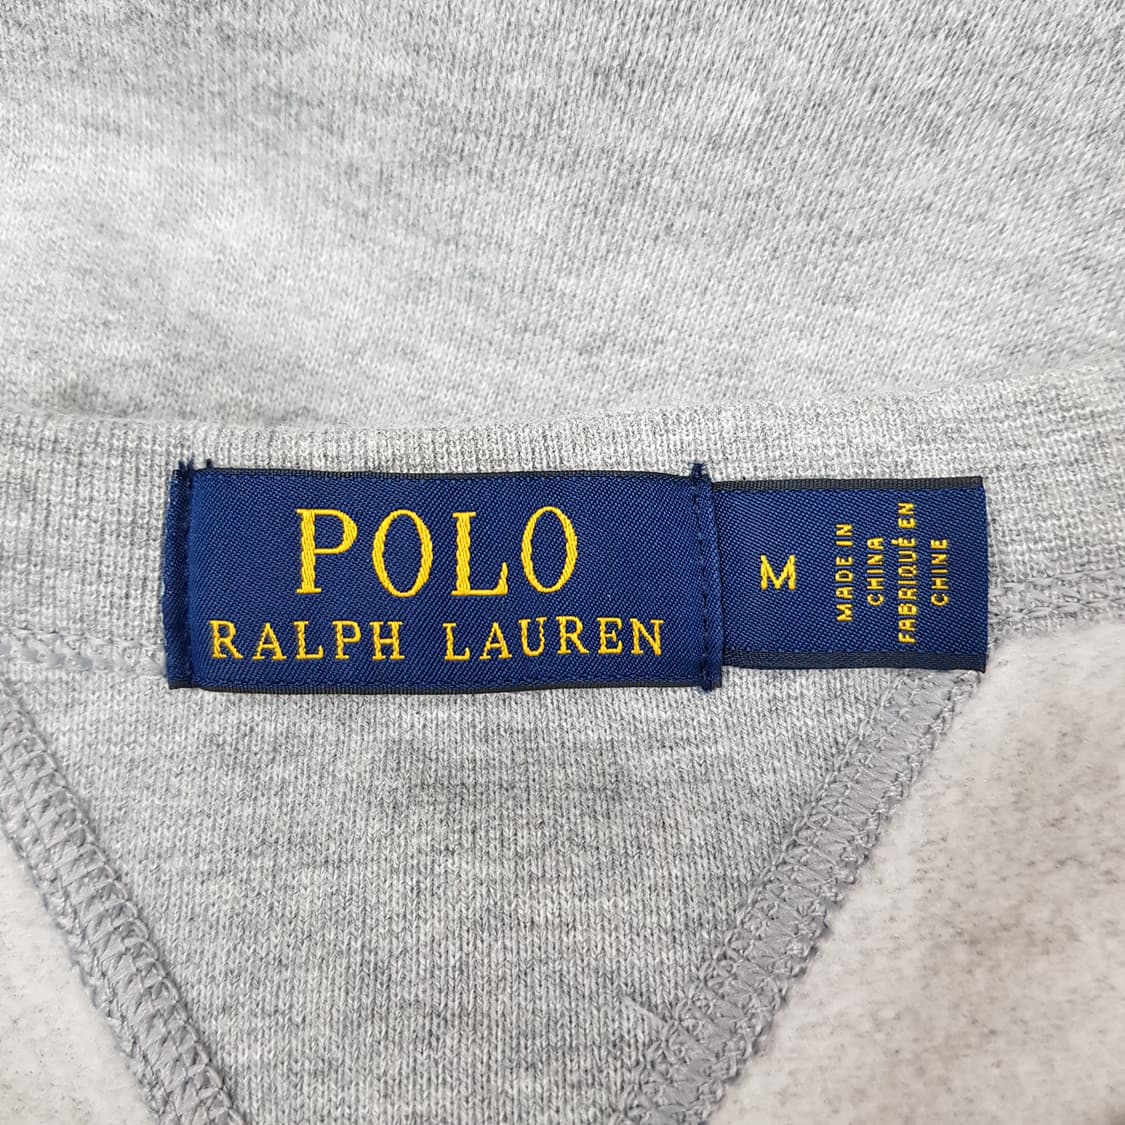 POLO
RALPH LAUREN
M
MADE IN
CHINA
FABRIQUÉ EN
CHINE